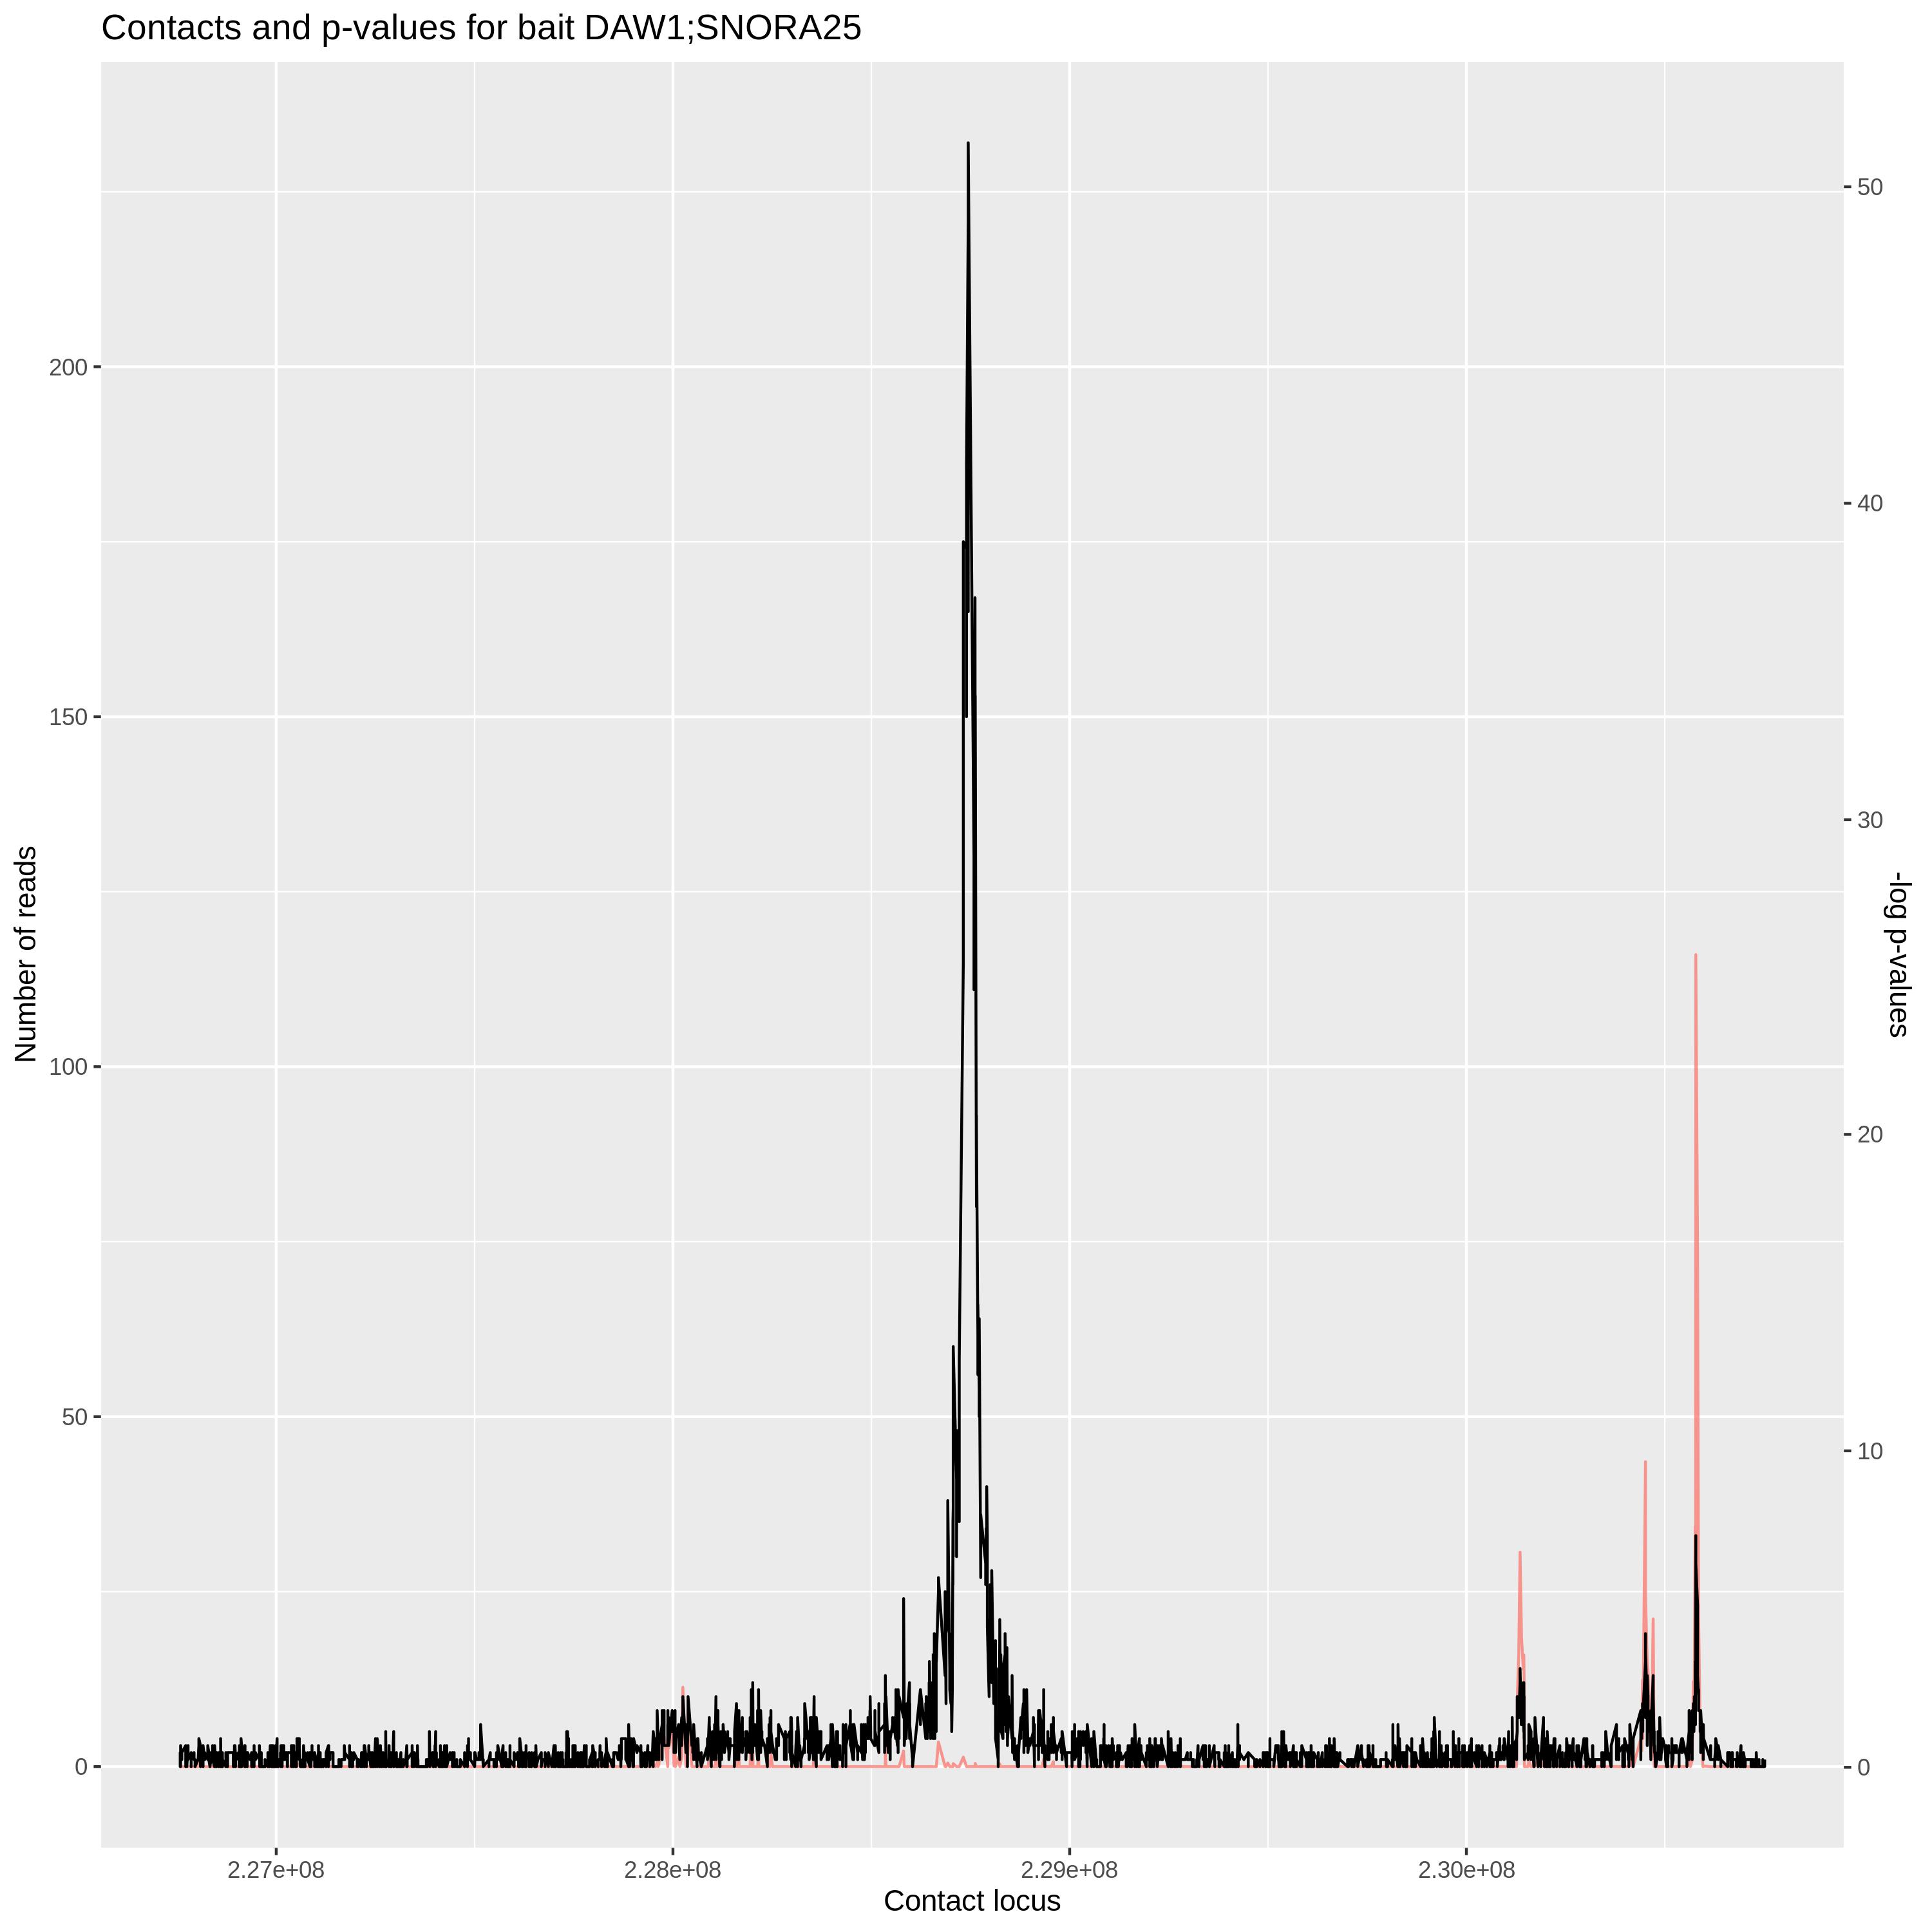 Contacts and p-values for bait DAW1;SNORA25
50
200
40
150
30
Number of reads
-log p-values
100
20
50
10
0
0
2.27e+08
2.28e+08
2.29e+08
2.30e+08
Contact locus